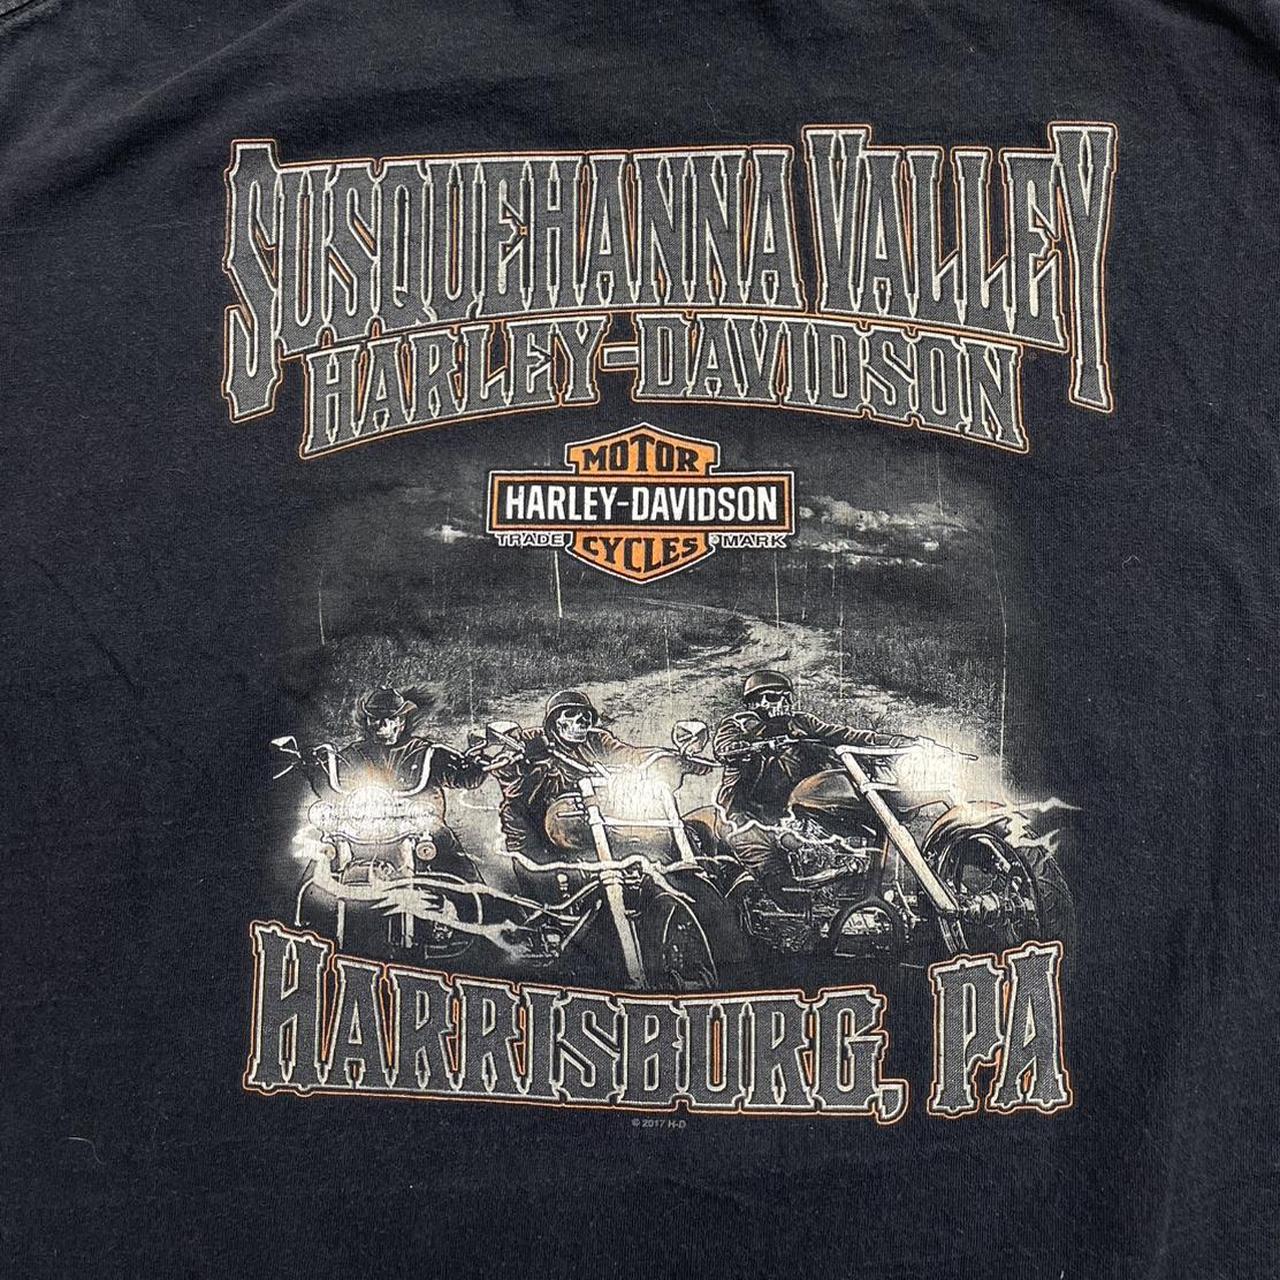 SUSQUEHANNA VALLEY
HARLEY-DAVIDSON
MOTOR
HARLEY-DAVIDSON
TRADE CYCLES ® MARK
HARRISBURG, PA
© 2017 H-D